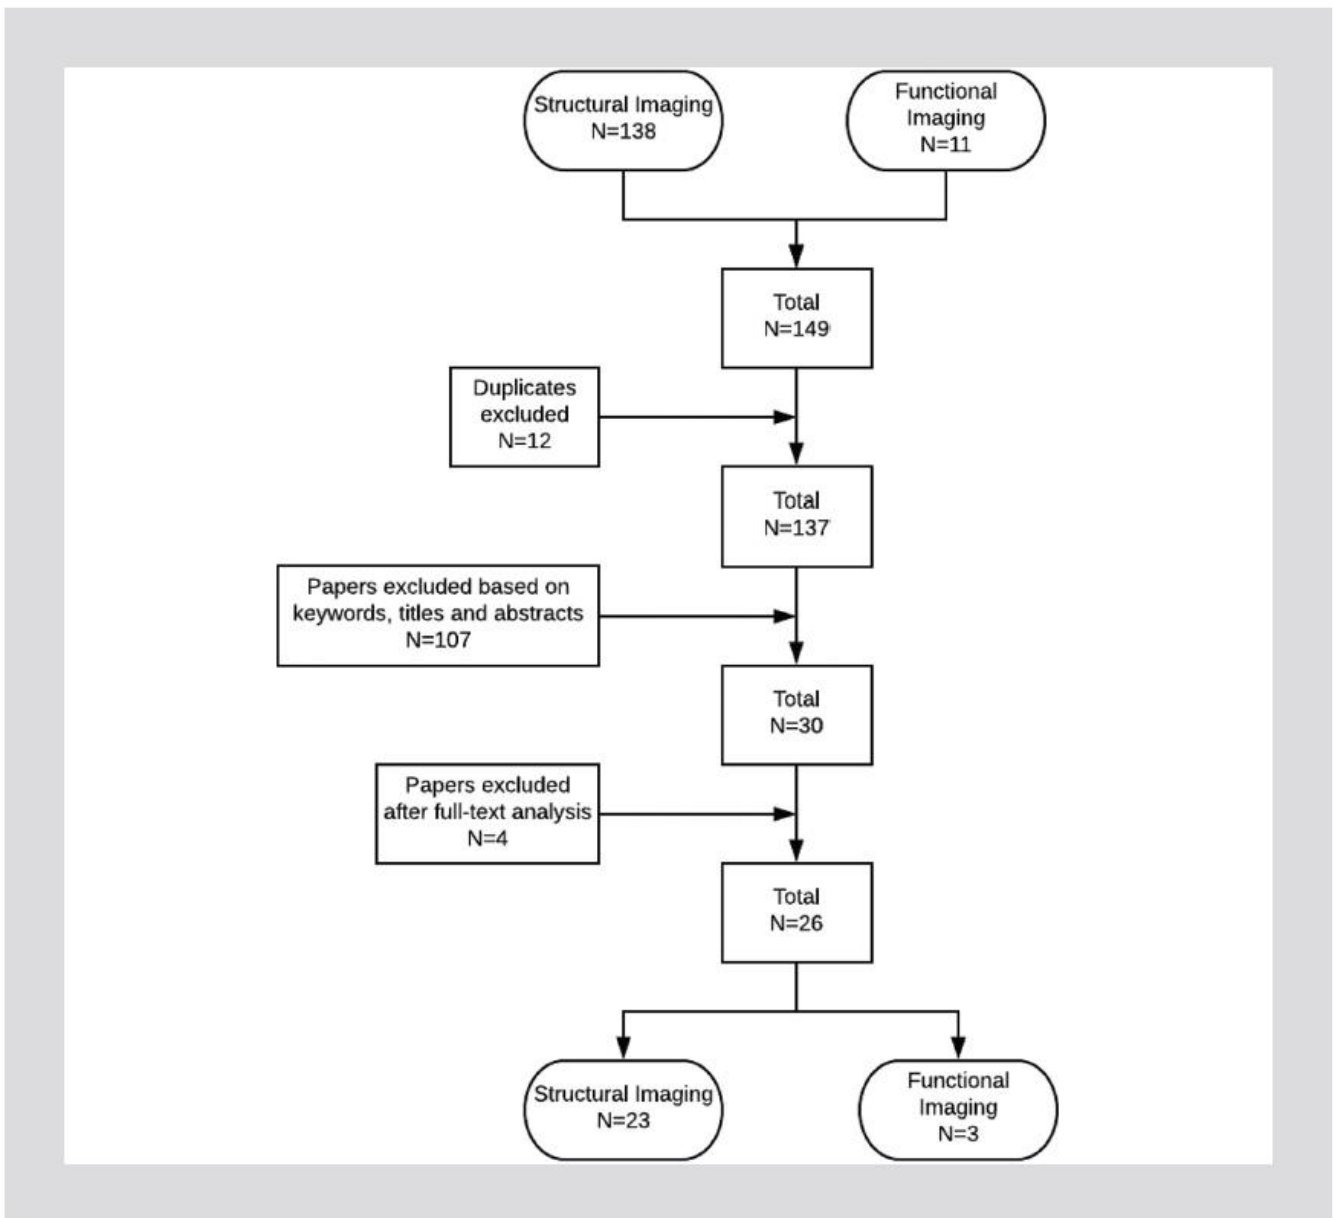 Structural Imaging
N=138
Functional
Imaging
N=11
Total
N=149
Duplicates
excluded
N=12
Total
N=137
Papers excluded based on
keywords, titles and abstracts
N=107
Total
N=30
Papers excluded
after full-text analysis
N=4
Total
N=26
Structural Imaging
N=23
Functional
Imaging
N=3